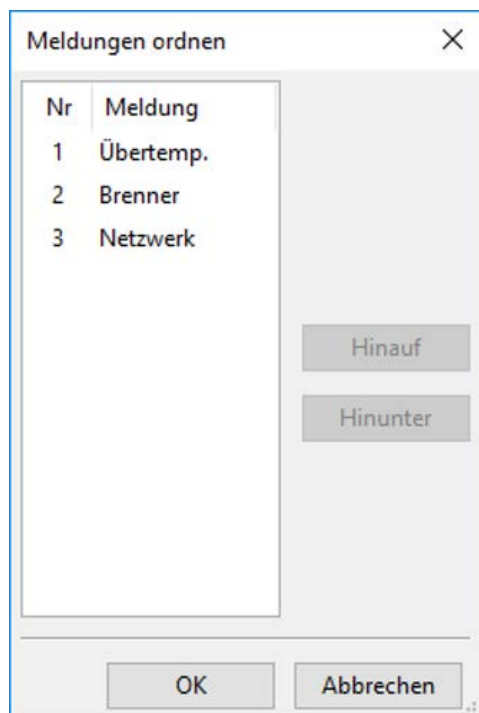 Meldungen ordnen
Nr Meldung
1 Übertemp.
2 Brenner
3 Netzwerk
Hinauf
Hinunter
OK Abbrechen